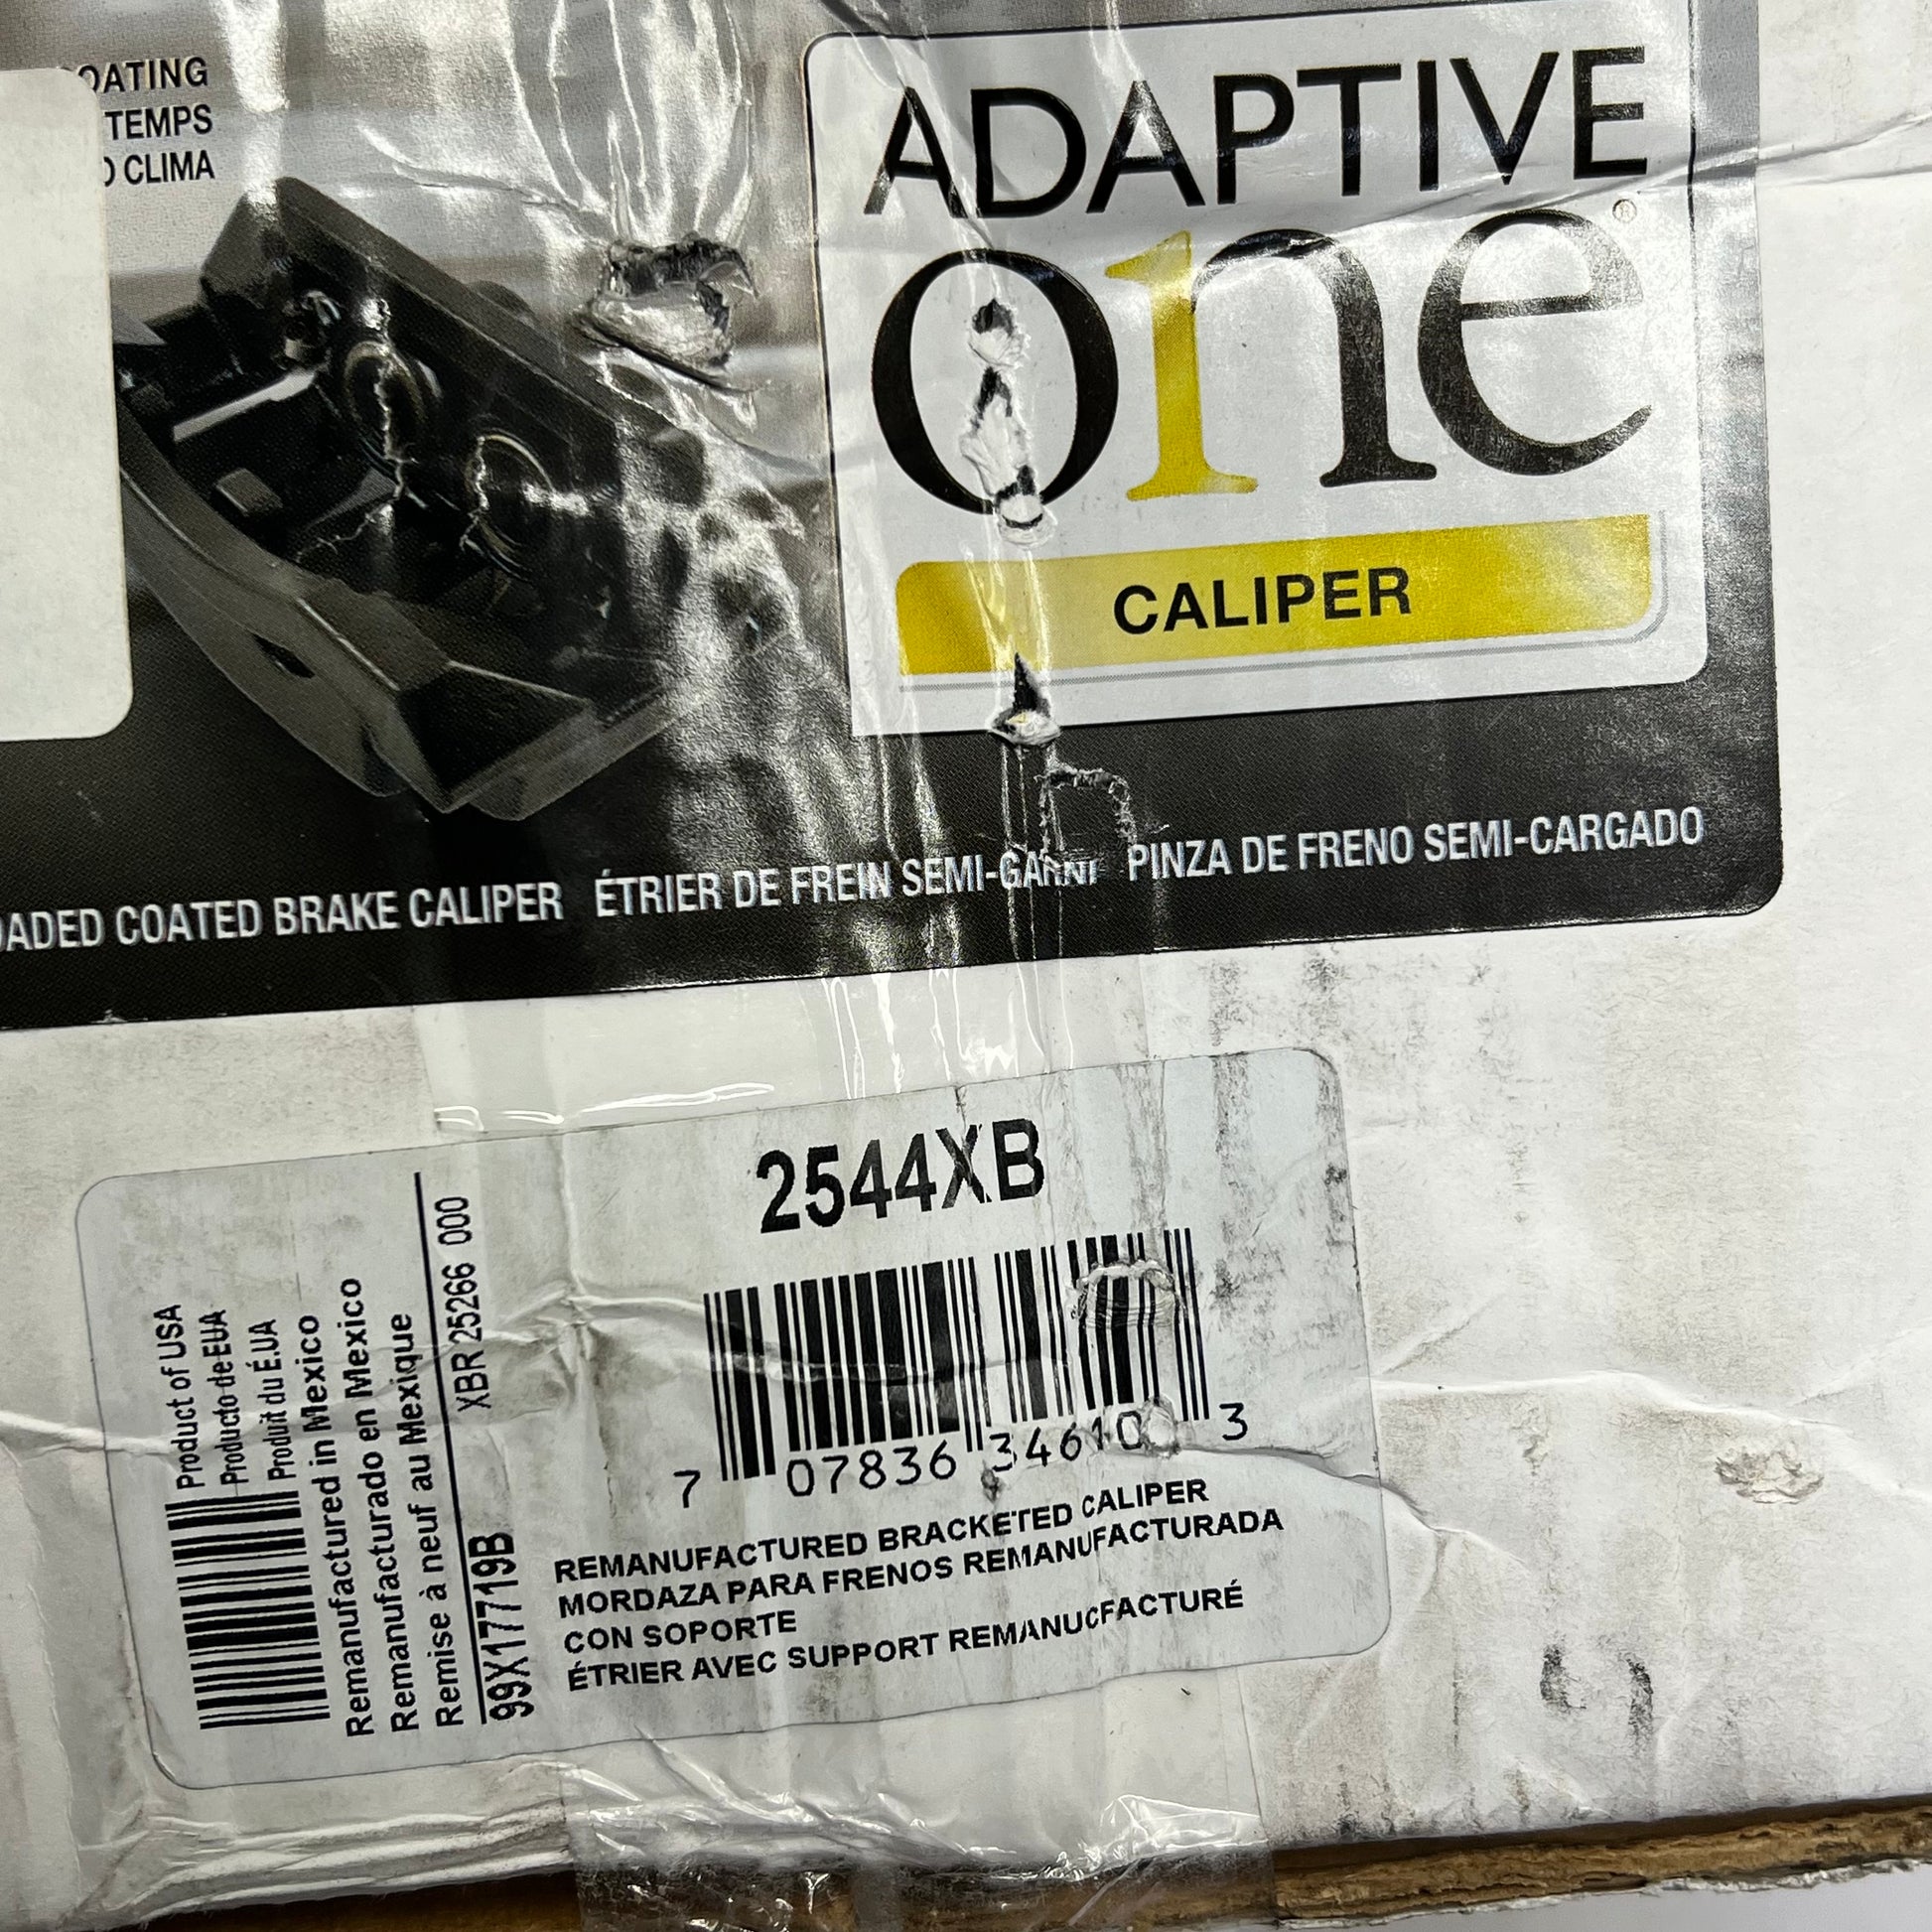 OATING
TEMPS
O CLIMA
ADAPTIVE
one®
CALIPER
OADED COATED BRAKE CALIPER ÉTRIER DE FREIN SEMI-GARNI PINZA DE FRENO SEMI-CARGADO
2544XB
7 07836 34610 3
REMANUFACTURED BRACKETED CALIPER
MORDAZA PARA FRENOS REMANUFACTURADA
CON SOPORTE
ÉTRIER AVEC SUPPORT REMANUCFACTURÉ
Product of USA
Producto de EUA
Produit du É.UA
Remanufactured in Mexico
Remanufacturado en Mexico
Remise à neuf au Mexique
XBR 25266 000
99X17719B